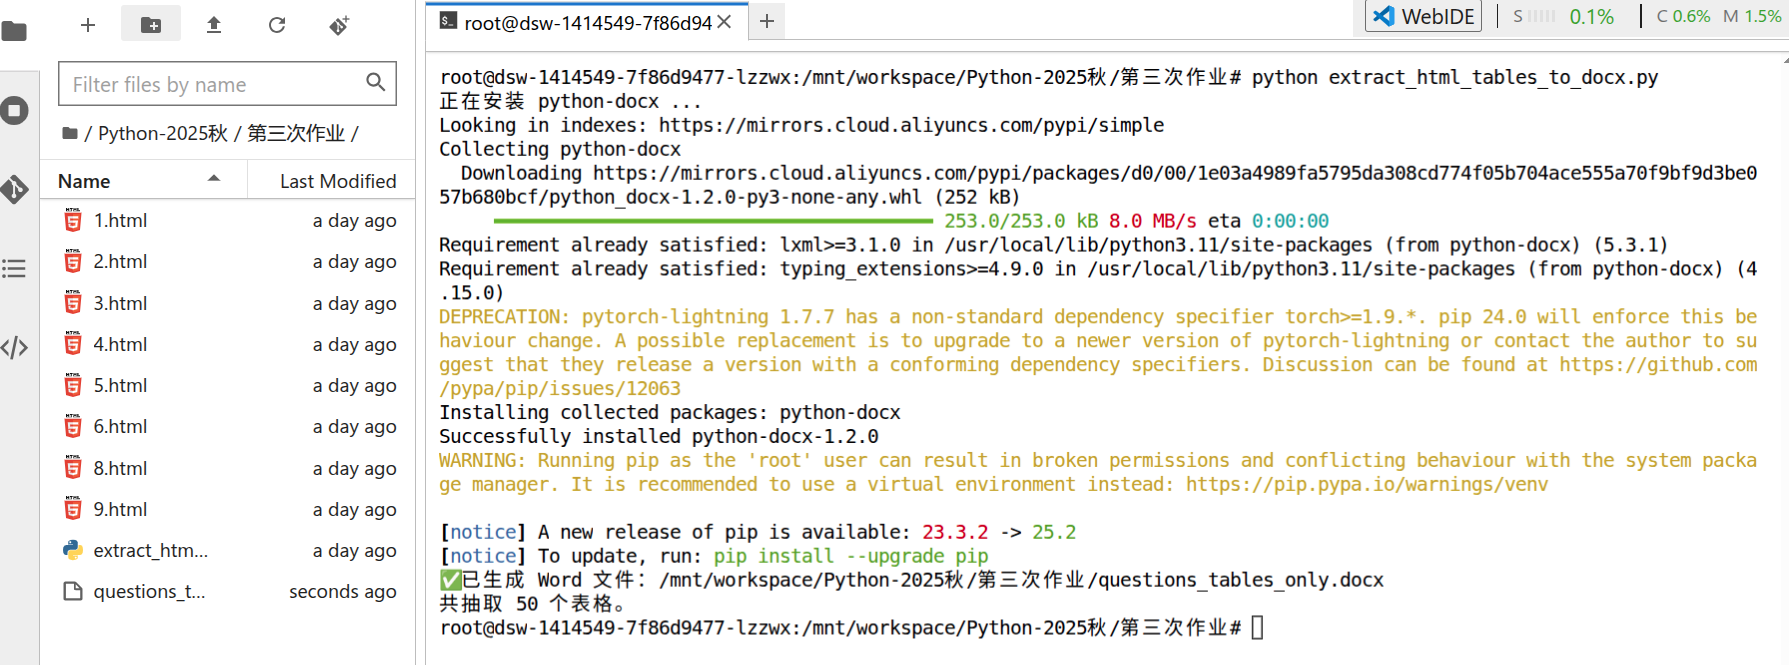 Filter files by name
/ Python-2025秋 / 第三次作业 /
Name Last Modified
1.html a day ago
2.html a day ago
3.html a day ago
4.html a day ago
5.html a day ago
6.html a day ago
8.html a day ago
9.html a day ago
extract_htm... a day ago
questions_t... seconds ago
root@dsw-1414549-7f86d94
WebIDE S 0.1% C 0.6% M 1.5%
root@dsw-1414549-7f86d9477-lzzwx:/mnt/workspace/Python-2025秋/第三次作业# python extract_html_tables_to_docx.py
正在安装 python-docx ...
Looking in indexes: https://mirrors.cloud.aliyuncs.com/pypi/simple
Collecting python-docx
Downloading https://mirrors.cloud.aliyuncs.com/pypi/packages/d0/00/1e03a4989fa5795da308cd774f05b704ace555a70f9bf9d3be0
57b680bcf/python_docx-1.2.0-py3-none-any.whl (252 kB)
253.0/253.0 kB 8.0 MB/s eta 0:00:00
Requirement already satisfied: lxml>=3.1.0 in /usr/local/lib/python3.11/site-packages (from python-docx) (5.3.1)
Requirement already satisfied: typing_extensions>=4.9.0 in /usr/local/lib/python3.11/site-packages (from python-docx) (4
.15.0)
DEPRECATION: pytorch-lightning 1.7.7 has a non-standard dependency specifier torch>=1.9.*. pip 24.0 will enforce this be
haviour change. A possible replacement is to upgrade to a newer version of pytorch-lightning or contact the author to su
ggest that they release a version with a conforming dependency specifiers. Discussion can be found at https://github.com
/pypa/pip/issues/12063
Installing collected packages: python-docx
Successfully installed python-docx-1.2.0
WARNING: Running pip as the 'root' user can result in broken permissions and conflicting behaviour with the system packa
ge manager. It is recommended to use a virtual environment instead: https://pip.pypa.io/warnings/venv
[notice] A new release of pip is available: 23.3.2 -> 25.2
[notice] To update, run: pip install --upgrade pip
✅已生成 Word 文件：/mnt/workspace/Python-2025秋/第三次作业/questions_tables_only.docx
共抽取 50 个表格。
root@dsw-1414549-7f86d9477-lzzwx:/mnt/workspace/Python-2025秋/第三次作业#